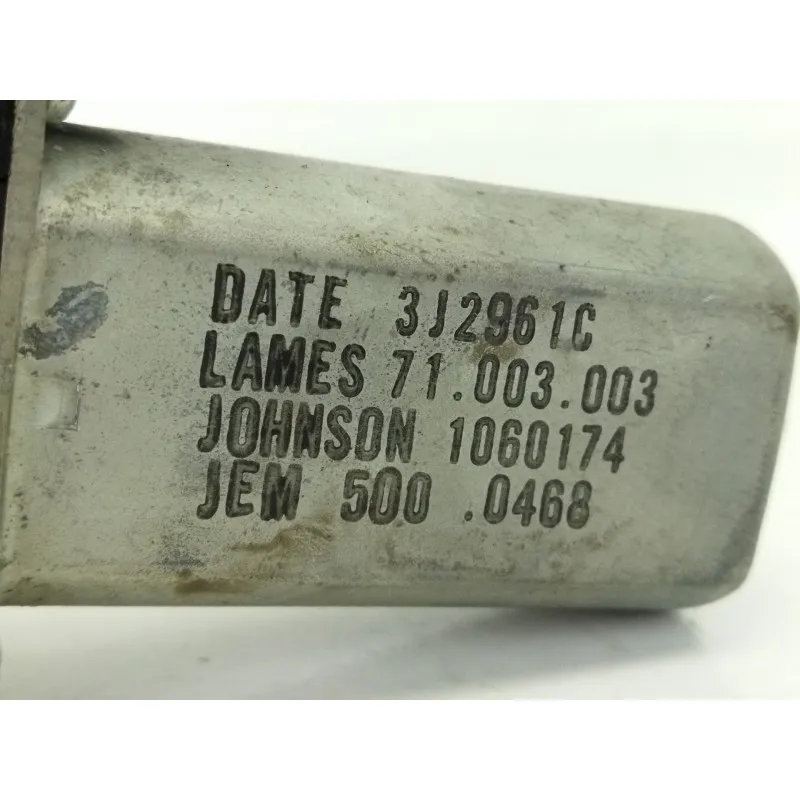 DATE 3J2961C
LAMES 71.003.003
JOHNSON 1060174
JEM 500 .0468